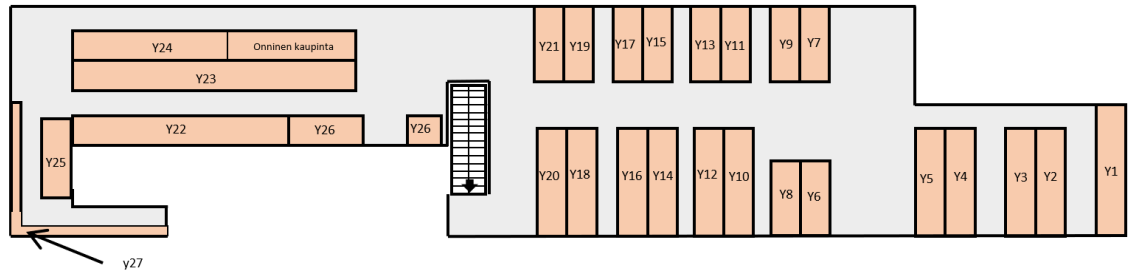 Y21
Y19
Y17
Y15
Y13
Y11
Y9
Y7
Y24
Onninen kaupinta
Y23
Y22
Y26
Y26
Y25
Y20
Y18
Y16
Y14
Y12
Y10
Y8
Y6
Y5
Y4
Y3
Y2
Y1
y27